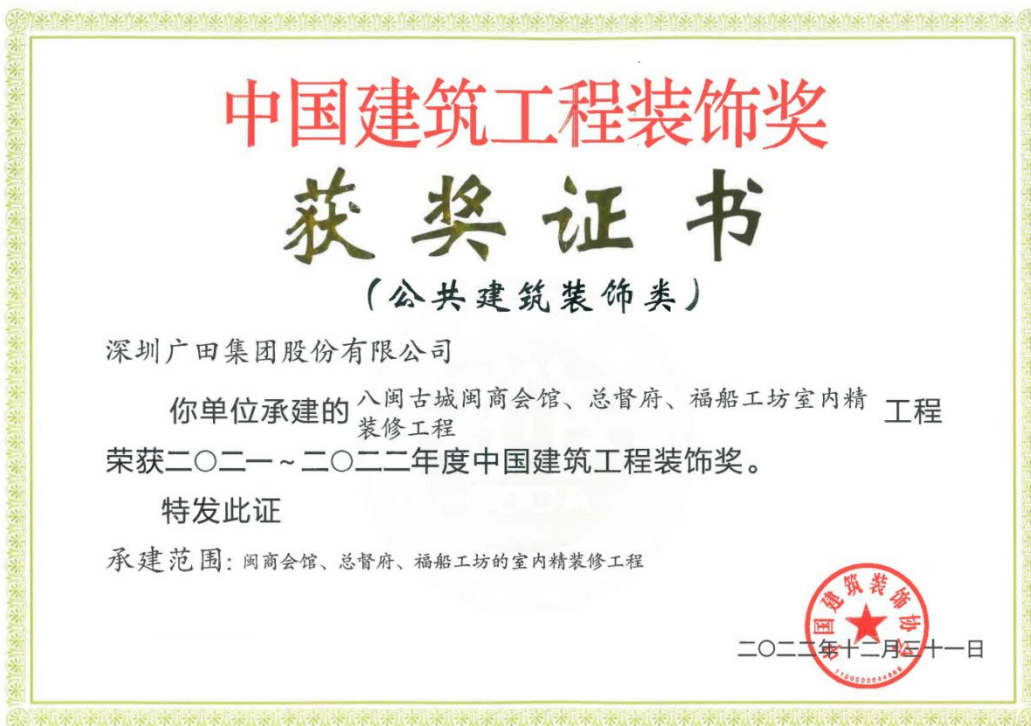 中国建筑工程装饰奖
获奖证书
(公共建筑装饰类)
深圳广田集团股份有限公司
你单位承建的八闽古城闽商会馆、总督府、福船工坊室内精装修工程 工程
荣获二〇二一~二〇二二年度中国建筑工程装饰奖。
特发此证
承建范围: 闽商会馆、总督府、福船工坊的室内精装修工程
中国建筑装饰协会
二〇二二年十二月三十一日